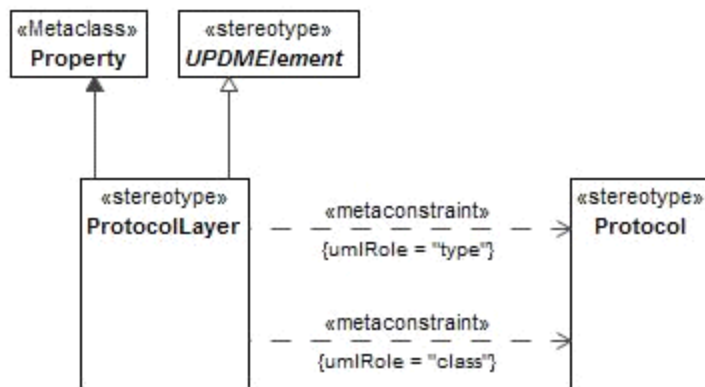 «Metaclass»
Property
«stereotype»
UPDMElement
«stereotype»
ProtocolLayer
«metaconstraint»
{umlRole = "type"}
«stereotype»
Protocol
«metaconstraint»
{umlRole = "class"}